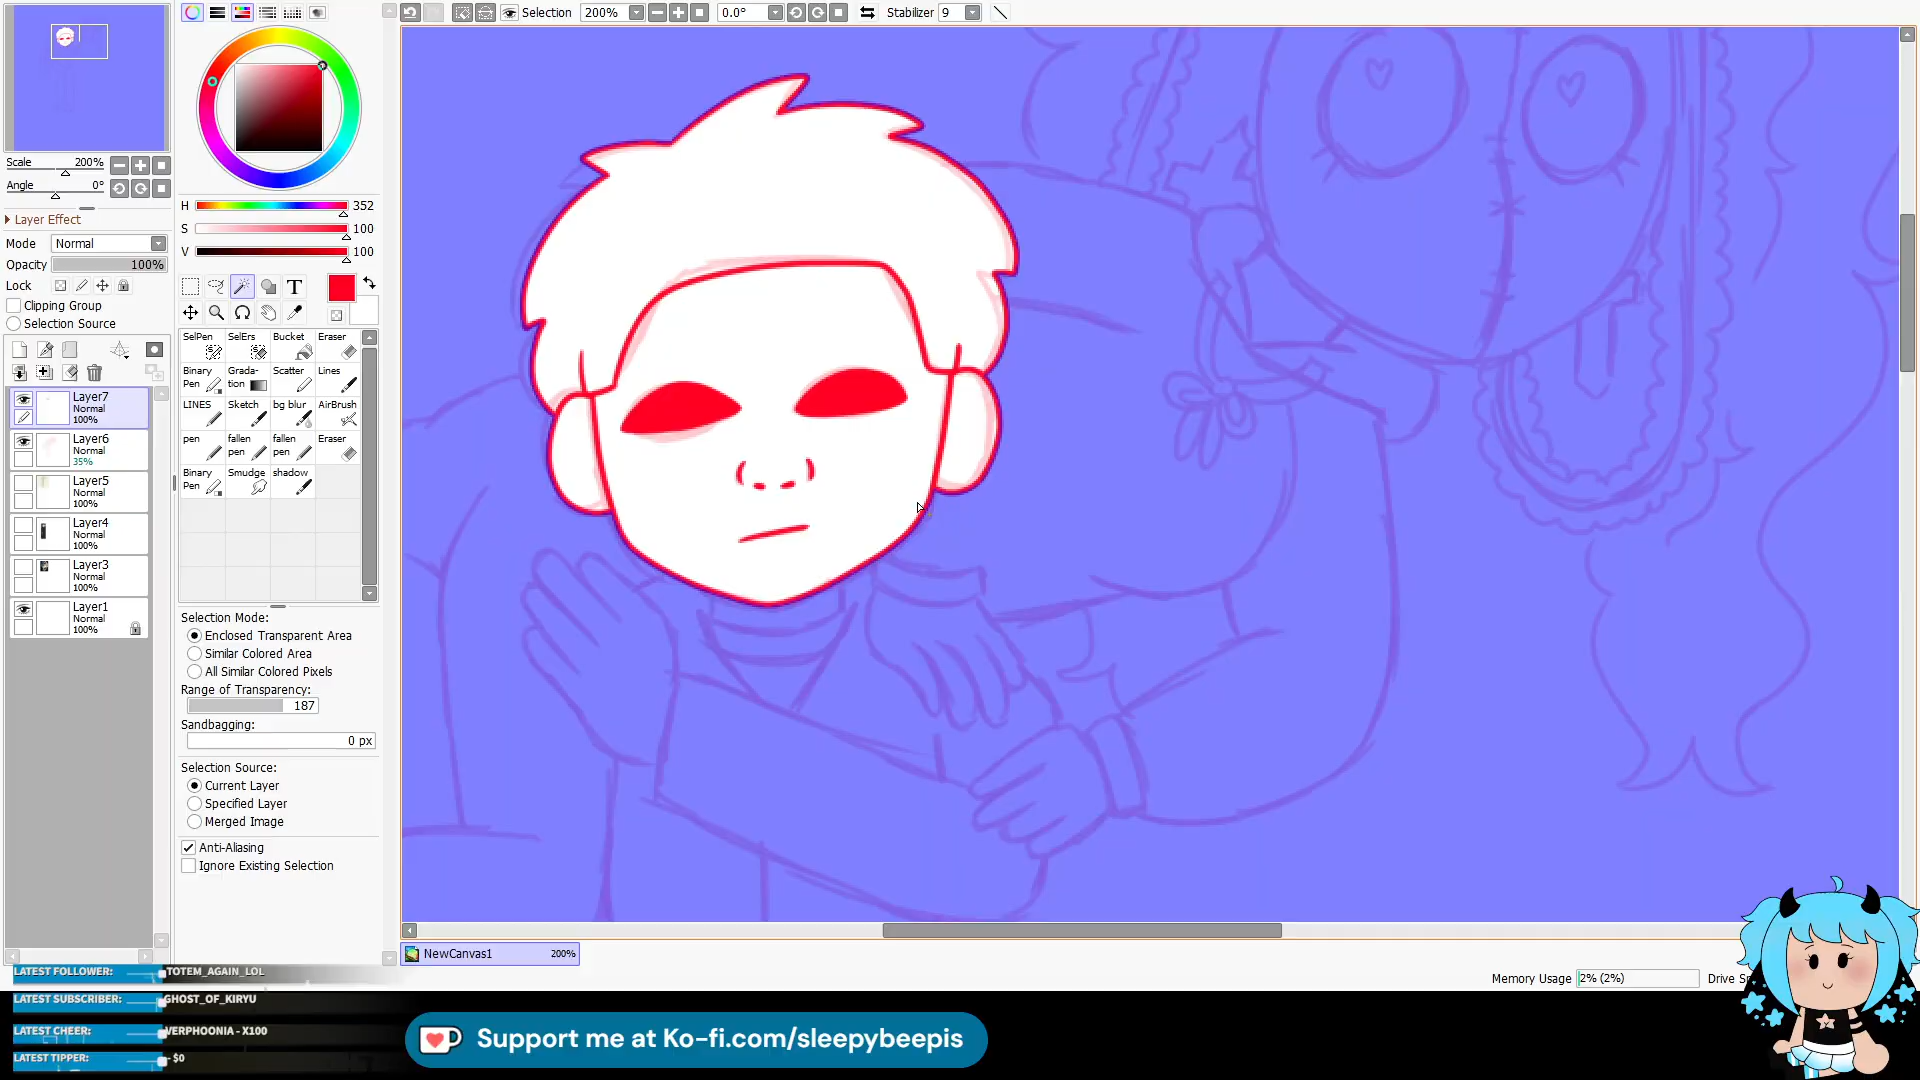 Selection
200%
0.0°
Stabilizer 9
Scale 200%
Angle 0°
Layer Effect
Mode Normal
Opacity 100%
Lock
Clipping Group
Selection Source
Layer7
Normal
100%
Layer6
Normal
35%
Layer5
Normal
100%
Layer4
Normal
100%
Layer3
Normal
100%
Layer1
Normal
100%
H 352
S 100
V 100
T
SelPen SelErs Bucket Eraser
Binary Pen Grada-tion Scatter Lines
LINES Sketch bg blur AirBrush
pen fallen pen fallen pen Eraser
Binary Pen Smudge shadow
Selection Mode:
Enclosed Transparent Area
Similar Colored Area
All Similar Colored Pixels
Range of Transparency:
187
Sandbagging:
0 px
Selection Source:
Current Layer
Specified Layer
Merged Image
Anti-Aliasing
Ignore Existing Selection
NewCanvas1 200%
Memory Usage 2% (2%)
LATEST FOLLOWER: TOTEM_AGAIN_LOL
LATEST SUBSCRIBER: GHOST_OF_KIRYU
LATEST CHEER: VERPHOONIA - X100
LATEST TIPPER: - $0
Support me at Ko-fi.com/sleepybeepis